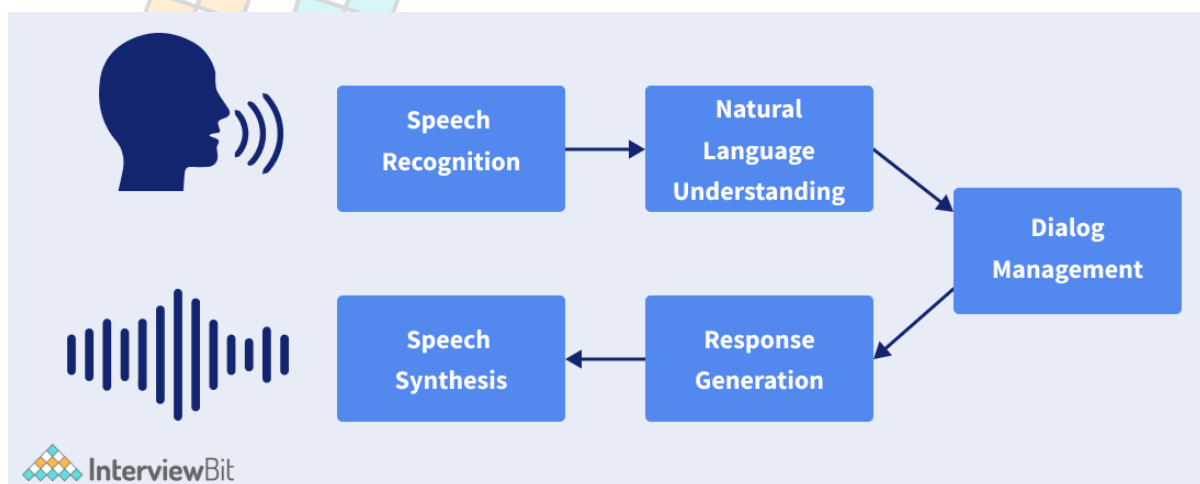 Speech
Recognition
Natural
Language
Understanding
Dialog
Management
Response
Generation
Speech
Synthesis
InterviewBit